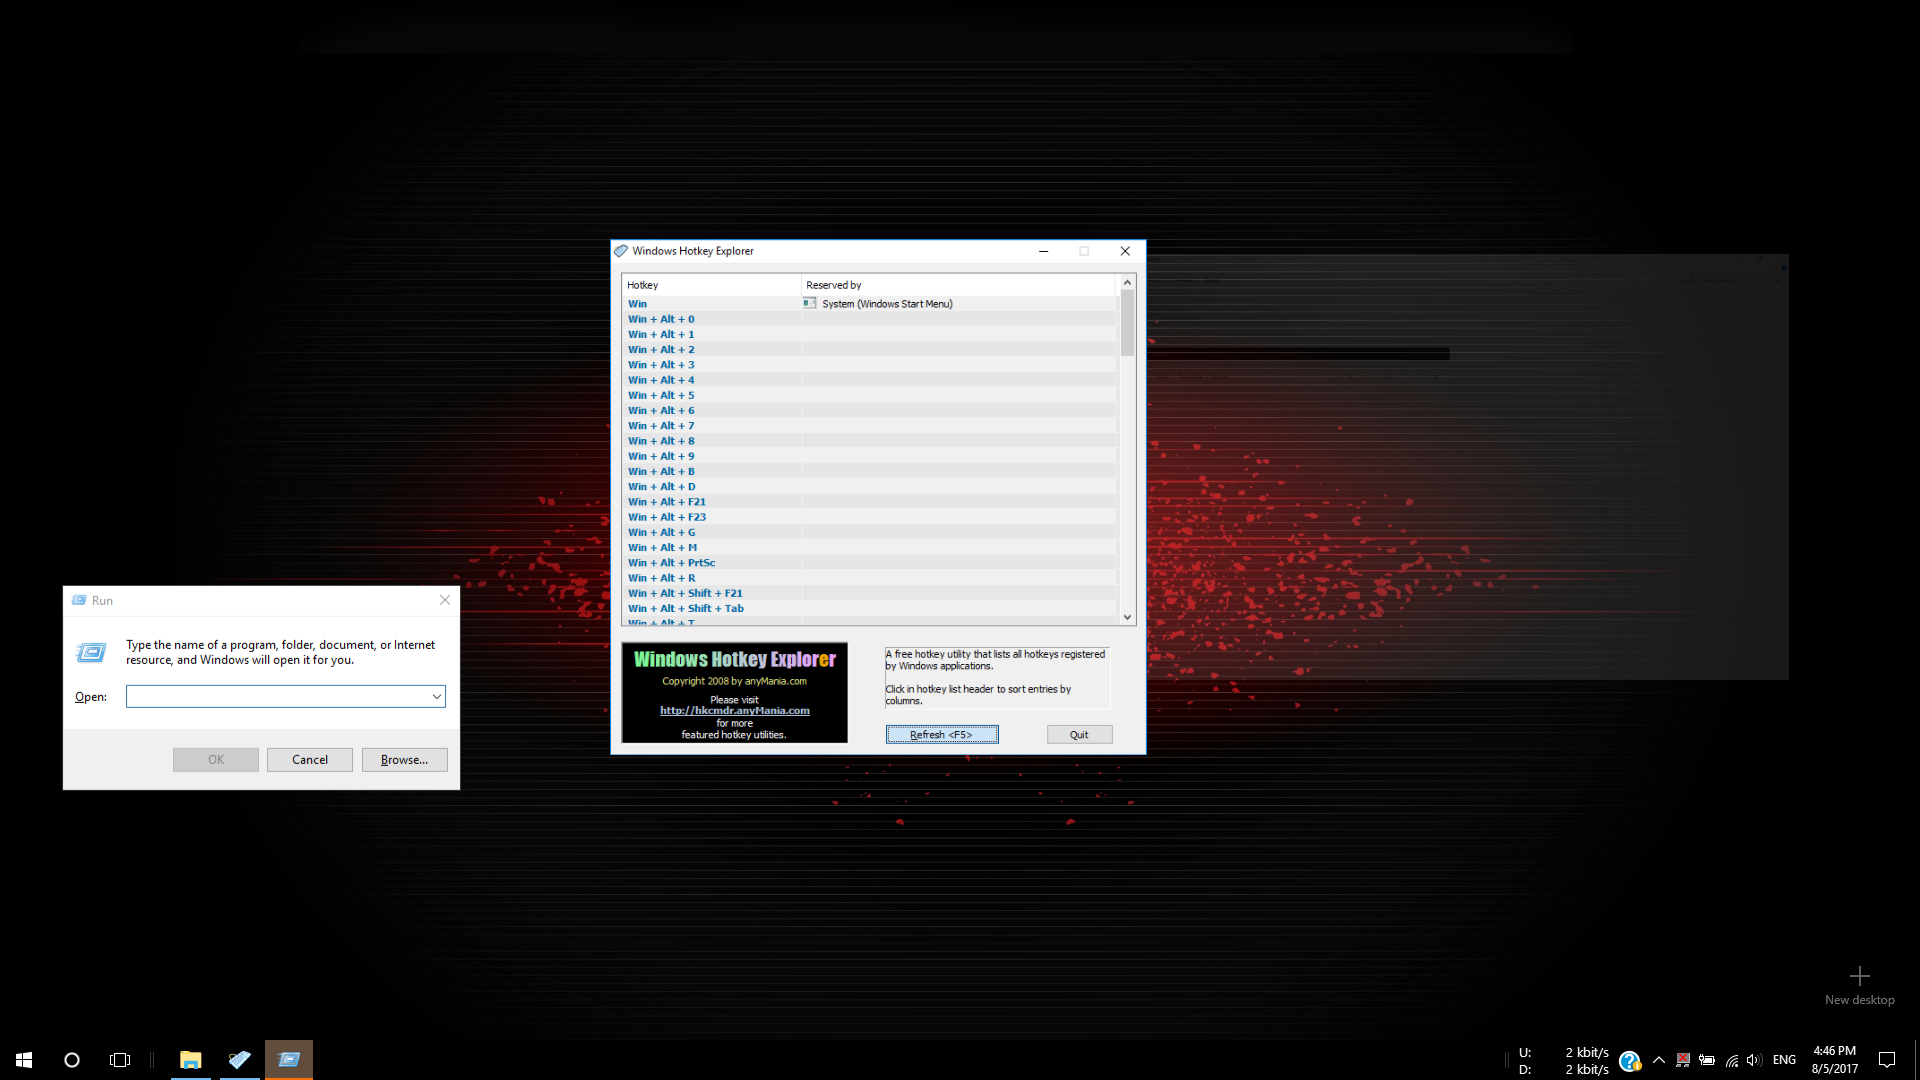 Windows Hotkey Explorer
Hotkey Reserved by
Win System (Windows Start Menu)
Win + Alt + 0
Win + Alt + 1
Win + Alt + 2
Win + Alt + 3
Win + Alt + 4
Win + Alt + 5
Win + Alt + 6
Win + Alt + 7
Win + Alt + 8
Win + Alt + 9
Win + Alt + B
Win + Alt + D
Win + Alt + F21
Win + Alt + F23
Win + Alt + G
Win + Alt + M
Win + Alt + PrtSc
Win + Alt + R
Win + Alt + Shift + F21
Win + Alt + Shift + Tab
Win + Alt + T
Windows Hotkey Explorer
Copyright 2008 by anyMania.com
Please visit
http://hkcmdr.anyMania.com
for more
featured hotkey utilities.
A free hotkey utility that lists all hotkeys registered
by Windows applications.
Click in hotkey list header to sort entries by
columns.
Refresh <F5>
Quit
Run
Type the name of a program, folder, document, or Internet
resource, and Windows will open it for you.
Open:
OK
Cancel
Browse...
New desktop
U: 2 kbit/s
D: 2 kbit/s
ENG
4:46 PM
8/5/2017